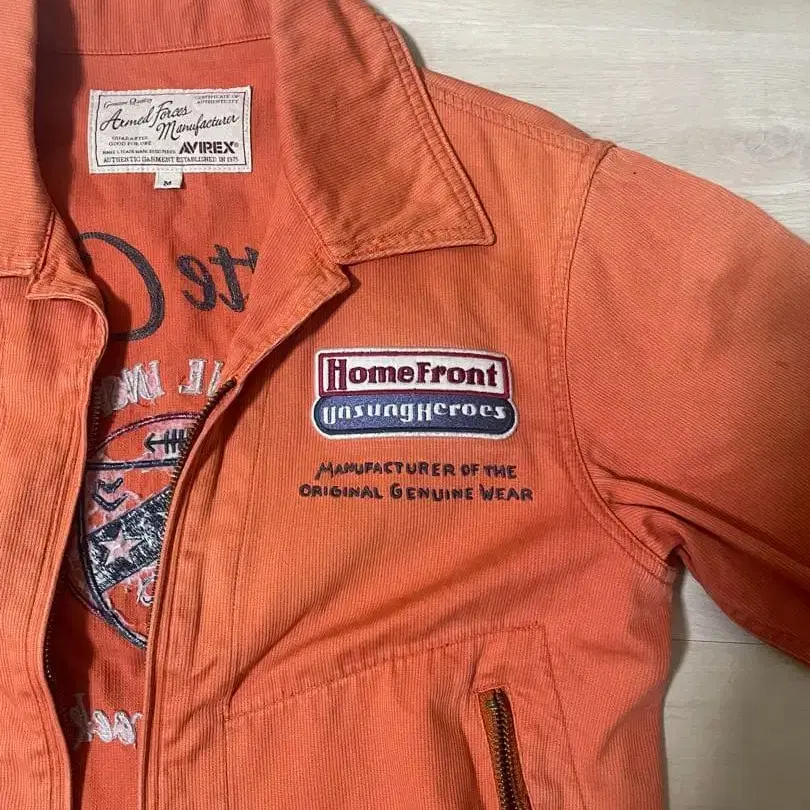 Genuine Quality
CERTIFICATE OF
AUTHENTICITY
Armed Forces
Manufacturer
GUARANTEE
GOOD FOR USE
AVIREX
AUTHENTIC GARMENT ESTABLISHED IN 1975
M
HomeFront
UnsungHeroes
MANUFACTURER OF THE
ORIGINAL GENUINE WEAR